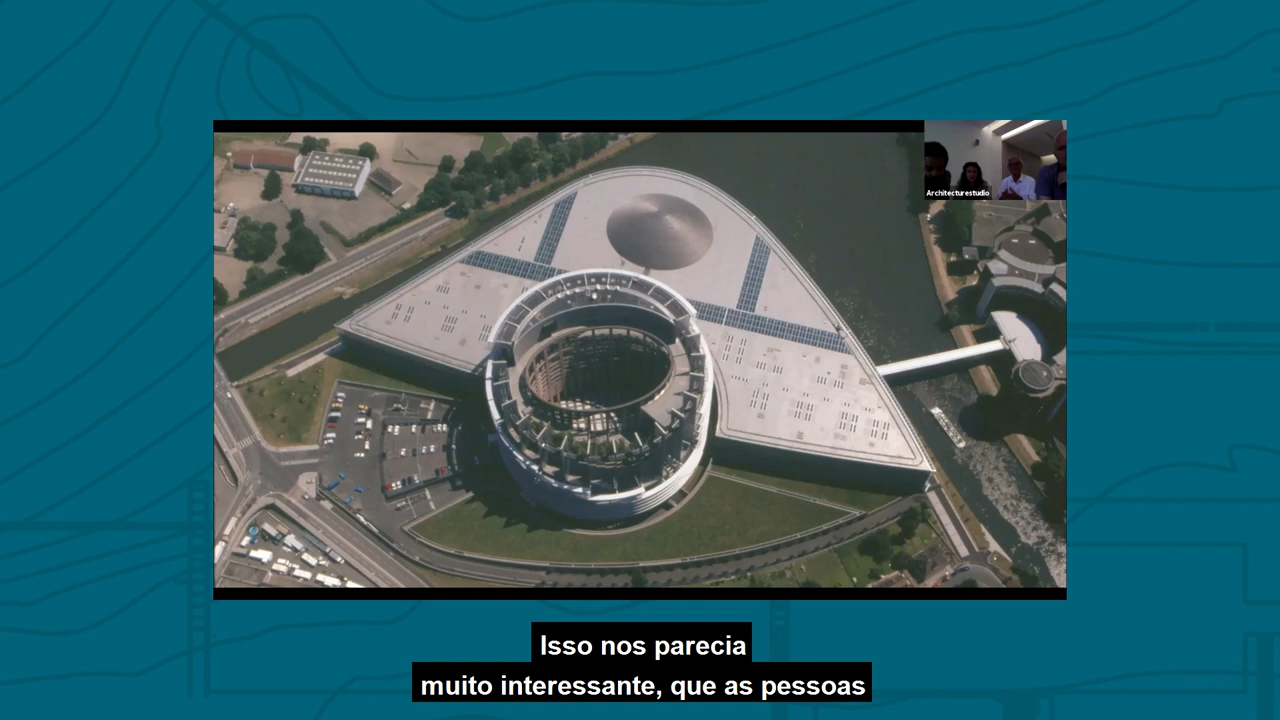 Architecturestudio
Isso nos parecia
muito interessante, que as pessoas